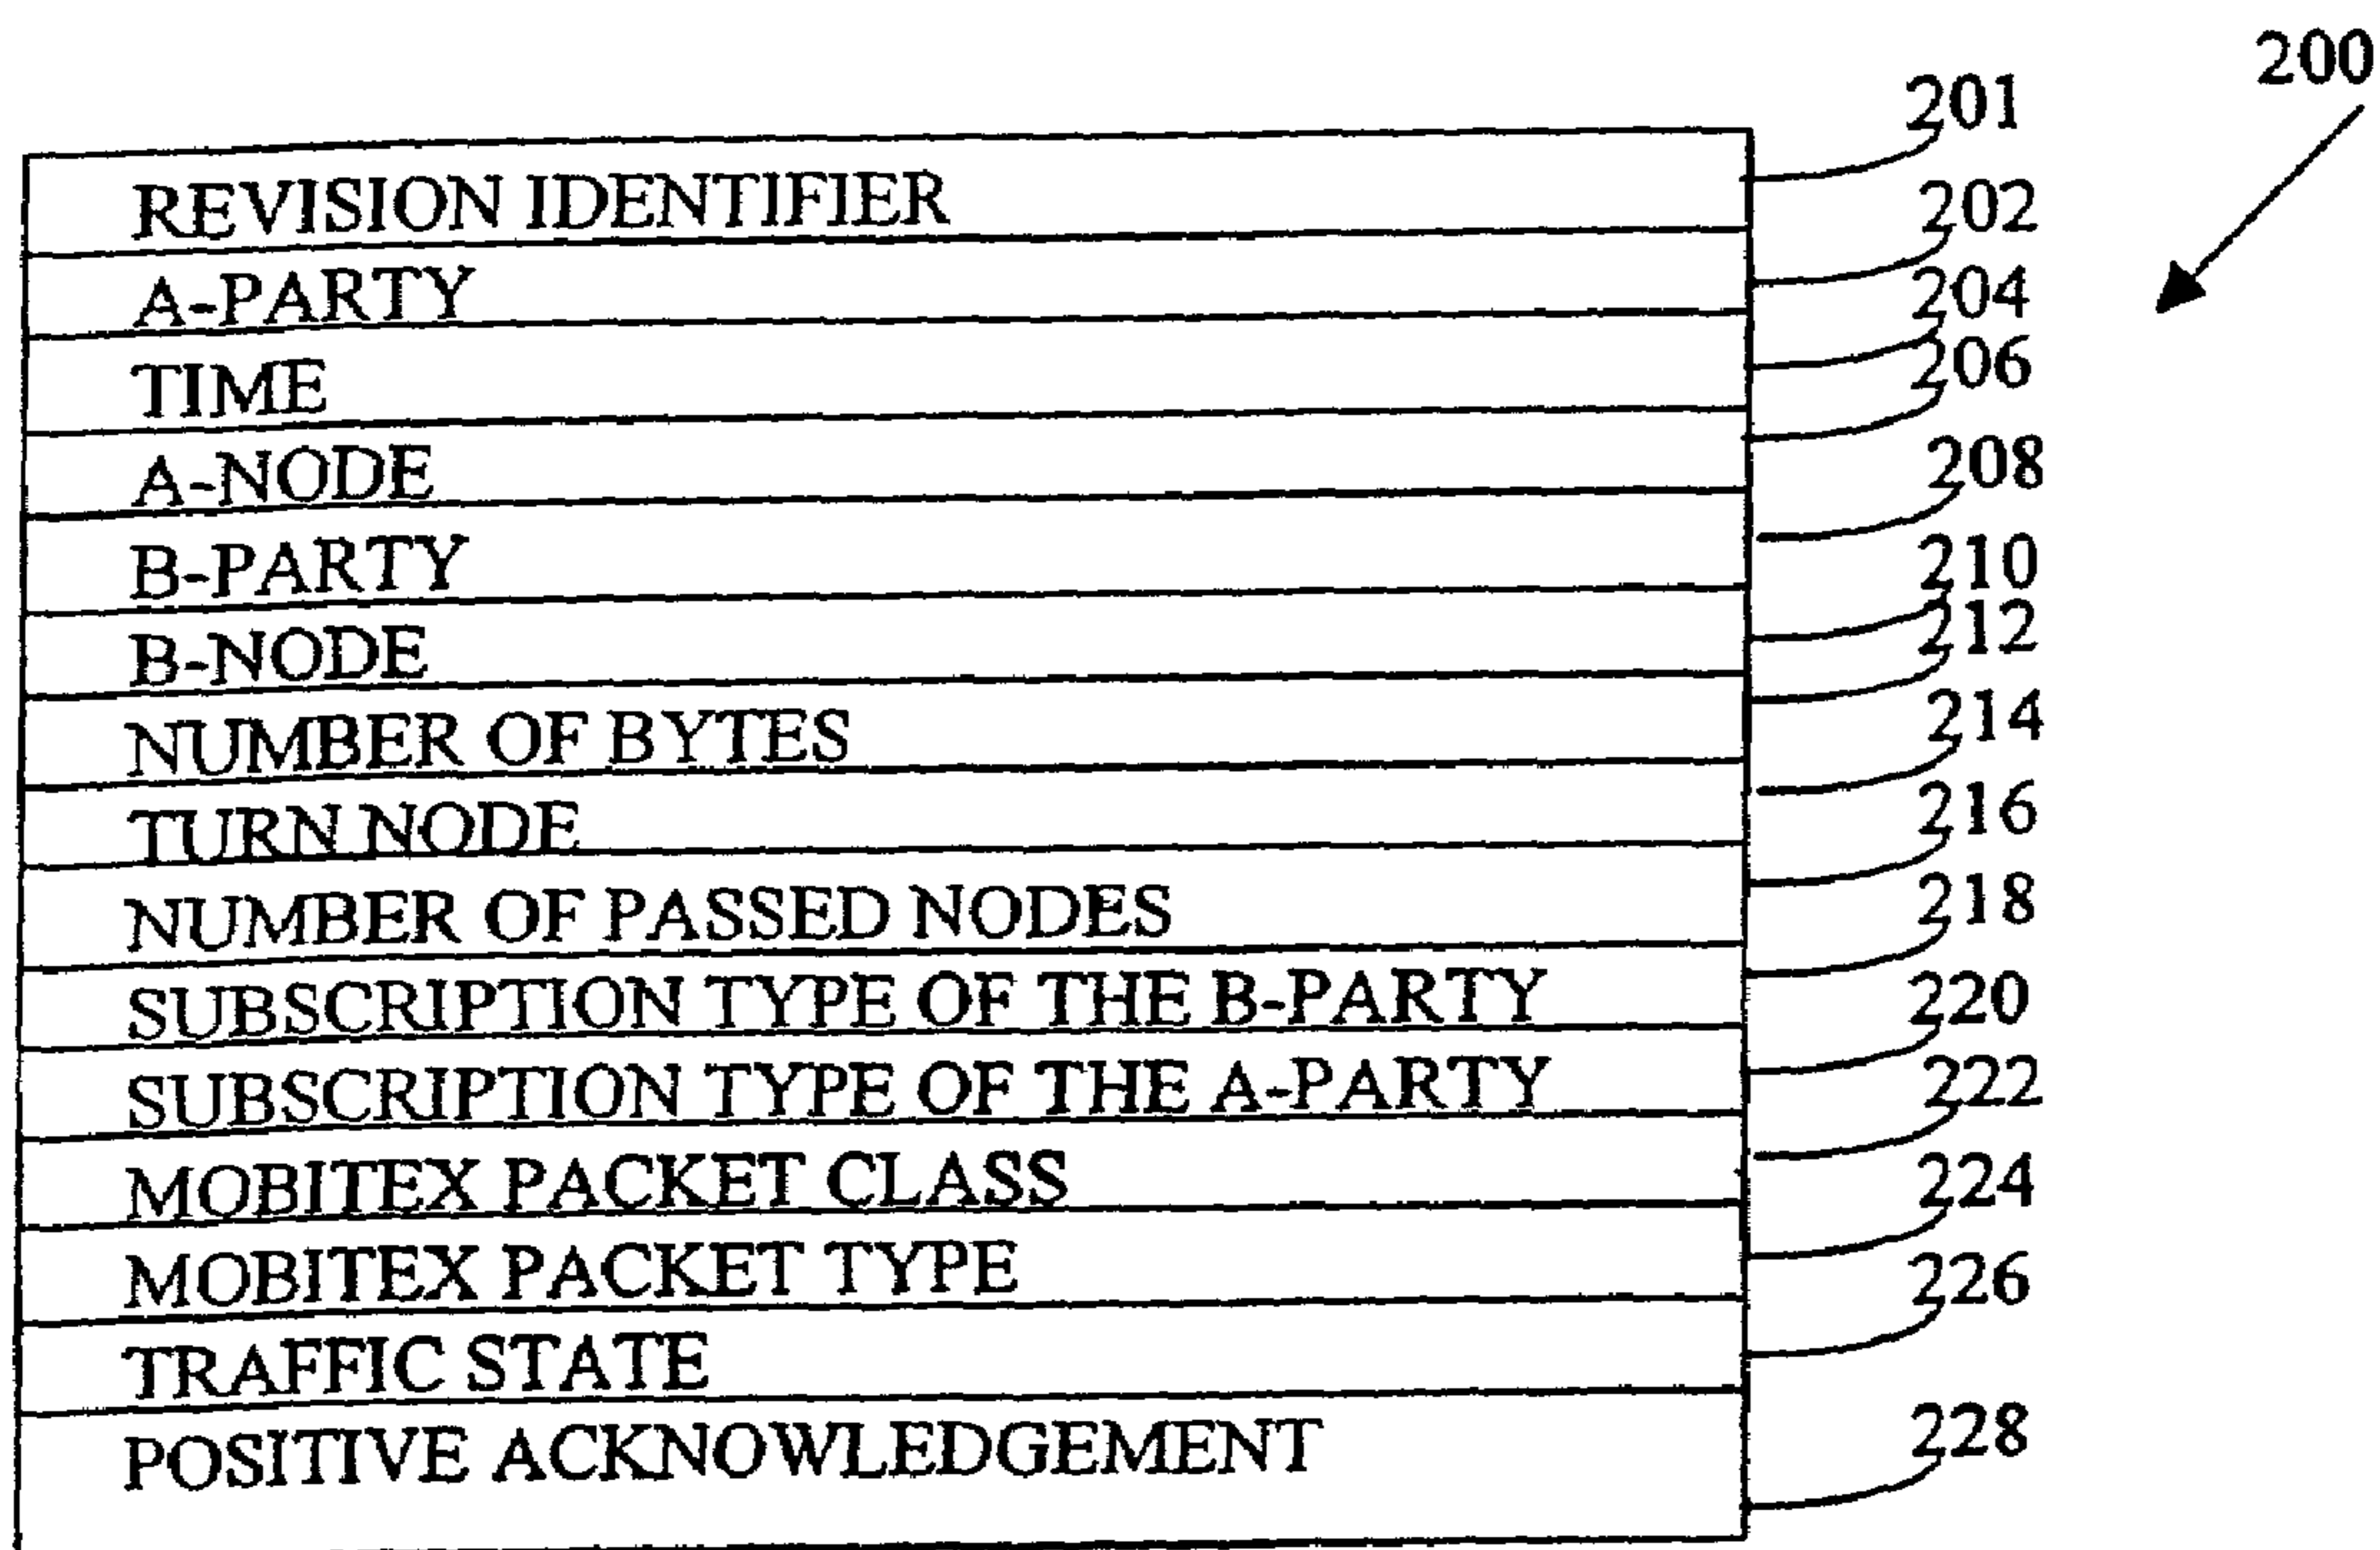 200
REVISION IDENTIFIER 201
A-PARTY 202
TIME 204
A-NODE 206
B-PARTY 208
B-NODE 210
NUMBER OF BYTES 212
TURN NODE 214
NUMBER OF PASSED NODES 216
SUBSCRIPTION TYPE OF THE B-PARTY 218
SUBSCRIPTION TYPE OF THE A-PARTY 220
MOBITEX PACKET CLASS 222
MOBITEX PACKET TYPE 224
TRAFFIC STATE 226
POSITIVE ACKNOWLEDGEMENT 228